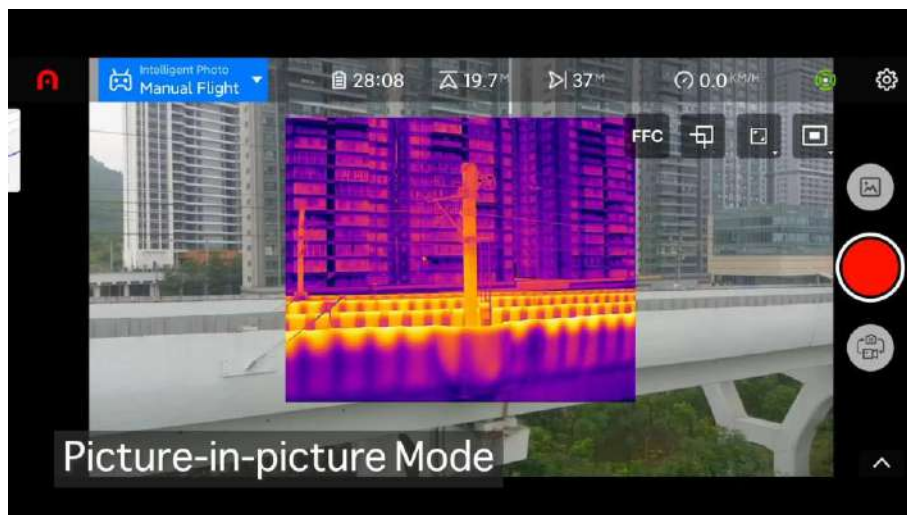 Intelligent Photo
Manual Flight
28:08
19.7M
37M
0.0KM/H
FFC
Picture-in-picture Mode